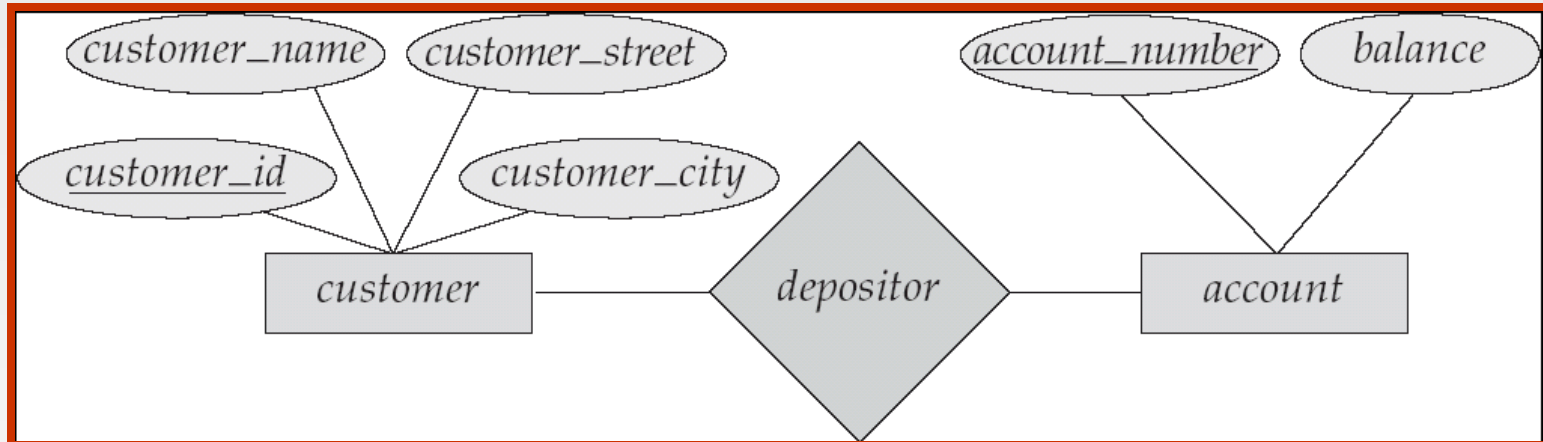 customer_name
customer_street
customer_id
customer_city
customer
depositor
account_number
balance
account